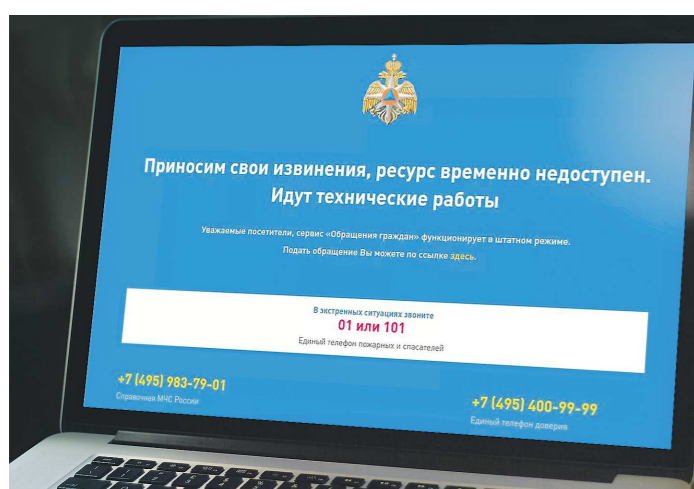 Приносим свои извинения, ресурс временно недоступен.
Идут технические работы
Уважаемые посетители, сервис «Обращения граждан» функционирует в штатном режиме.
Подать обращение Вы можете по ссылке здесь.
В экстренных ситуациях звоните
01 или 101
Единый телефон пожарных и спасателей
+7 (495) 983-79-01
Справочная МЧС России
+7 (495) 400-99-99
Единый телефон доверия